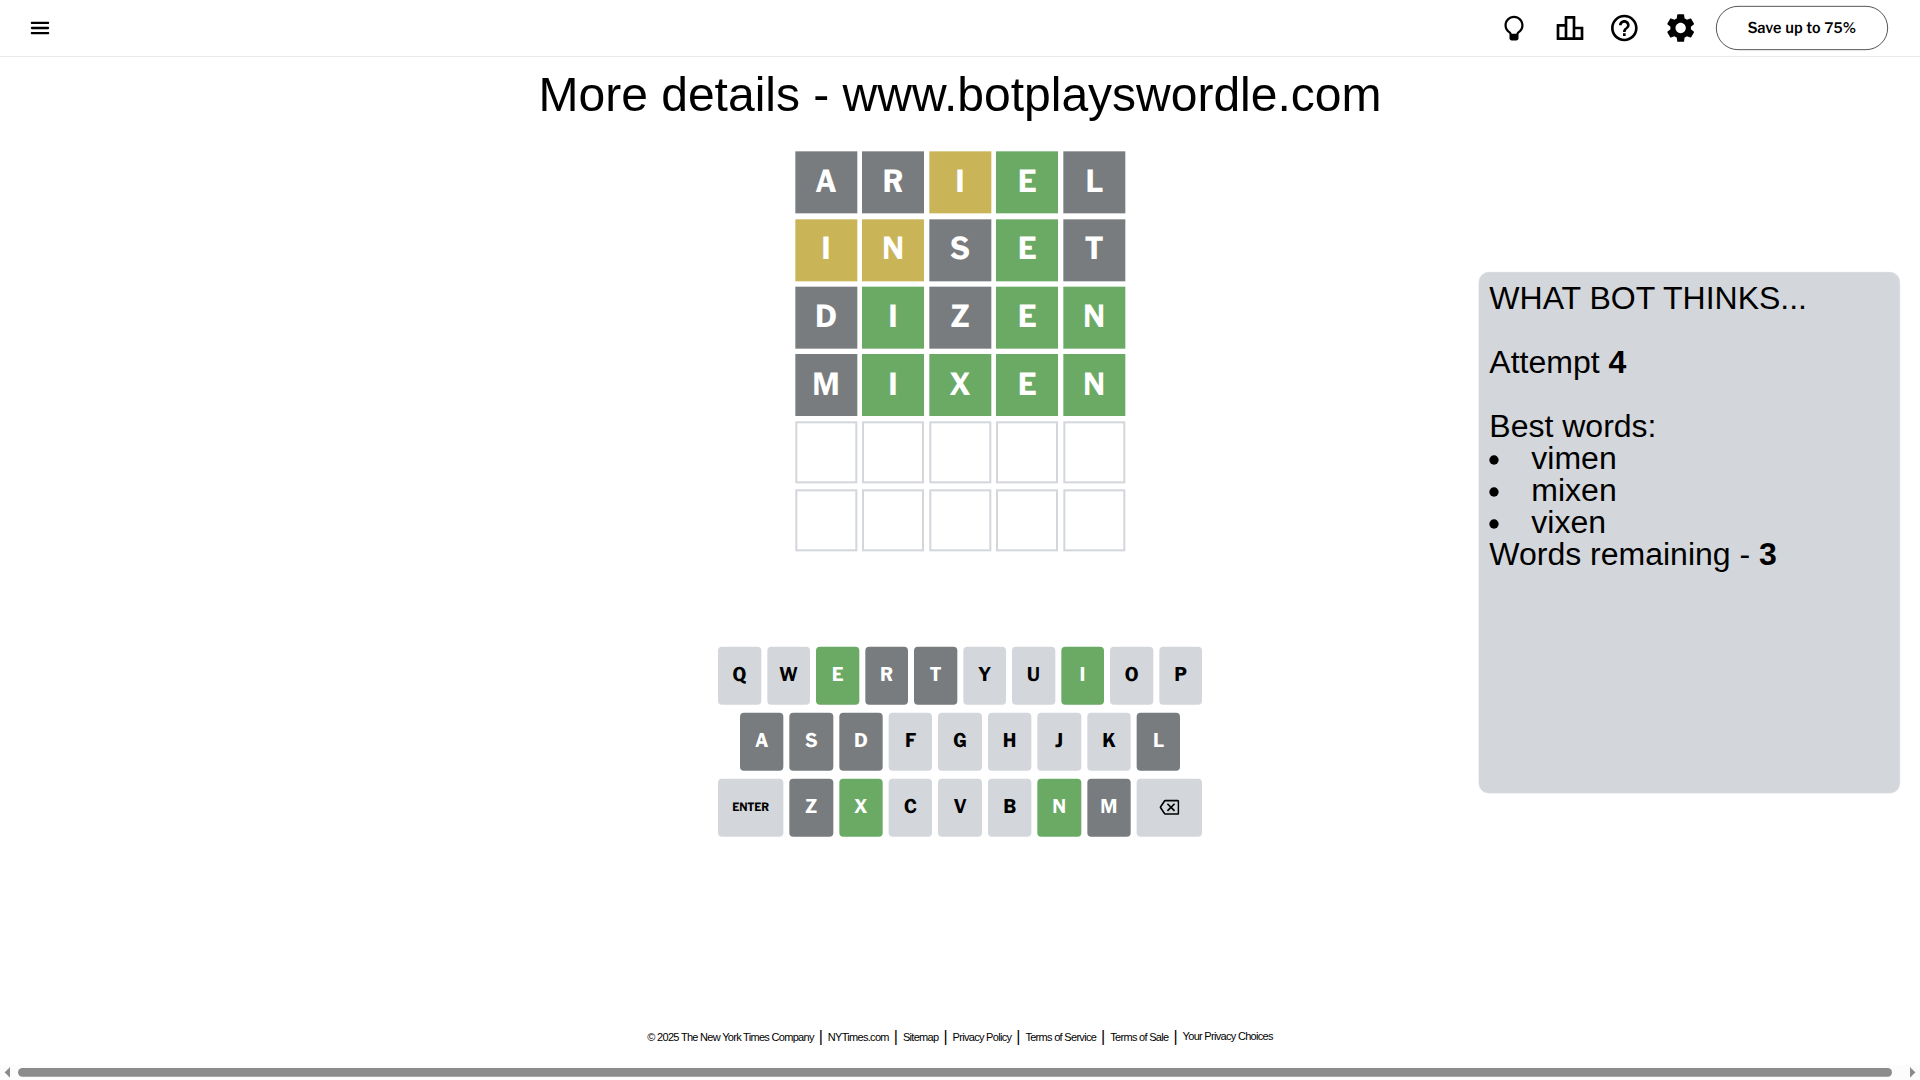 Save up to 75%
More details - www.botplayswordle.com
A R I E L
I N S E T
D I Z E N
M I X E N
WHAT BOT THINKS...
Attempt 4
Best words:
• vimen
• mixen
• vixen
Words remaining - 3
Q W E R T Y U I O P
A S D F G H J K L
ENTER Z X C V B N M
© 2025 The New York Times Company | NYTimes.com | Sitemap | Privacy Policy | Terms of Service | Terms of Sale | Your Privacy Choices